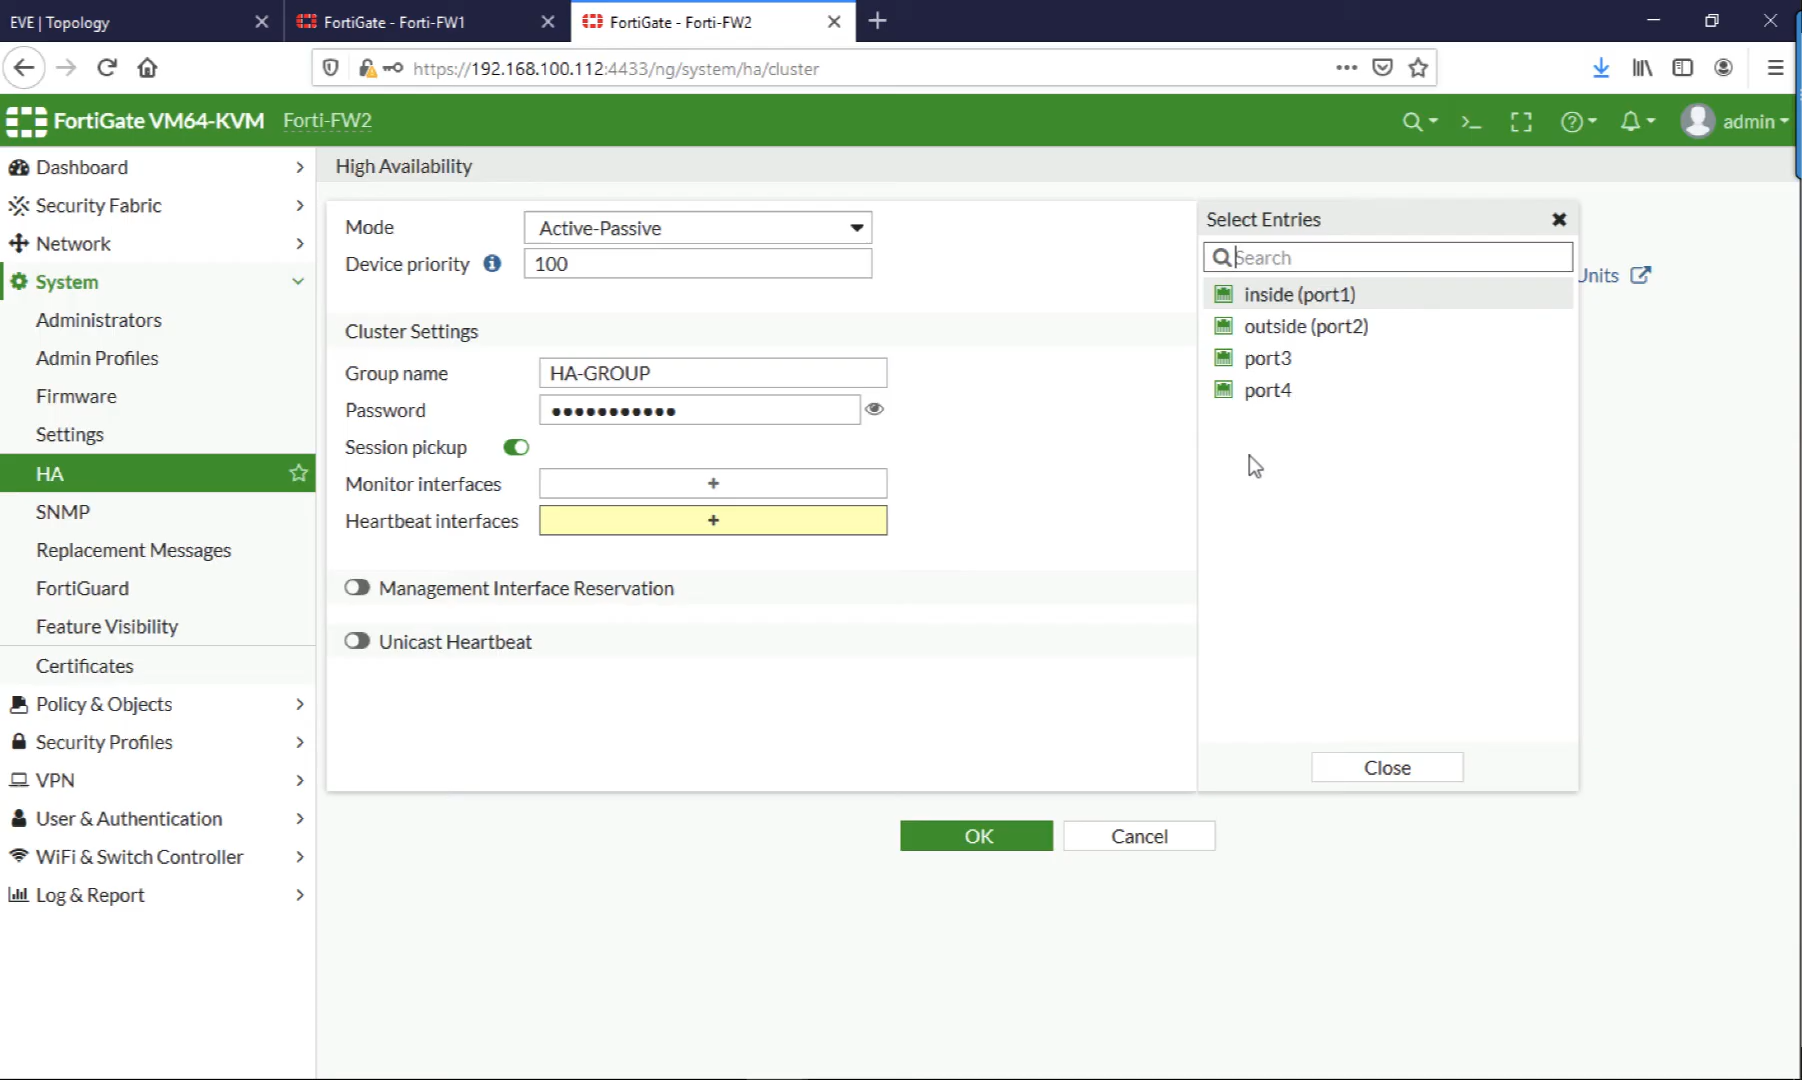 EVE | Topology
FortiGate - Forti-FW1
FortiGate - Forti-FW2
https://192.168.100.112:4433/ng/system/ha/cluster
FortiGate VM64-KVM Forti-FW2
admin
Dashboard
Security Fabric
Network
System
Administrators
Admin Profiles
Firmware
Settings
HA
SNMP
Replacement Messages
FortiGuard
Feature Visibility
Certificates
Policy & Objects
Security Profiles
VPN
User & Authentication
WiFi & Switch Controller
Log & Report
High Availability
Mode Active-Passive
Device priority 100
Cluster Settings
Group name HA-GROUP
Password •••••••••••
Session pickup
Monitor interfaces +
Heartbeat interfaces +
Management Interface Reservation
Unicast Heartbeat
Select Entries
Search
inside (port1)
outside (port2)
port3
port4
Close
OK
Cancel